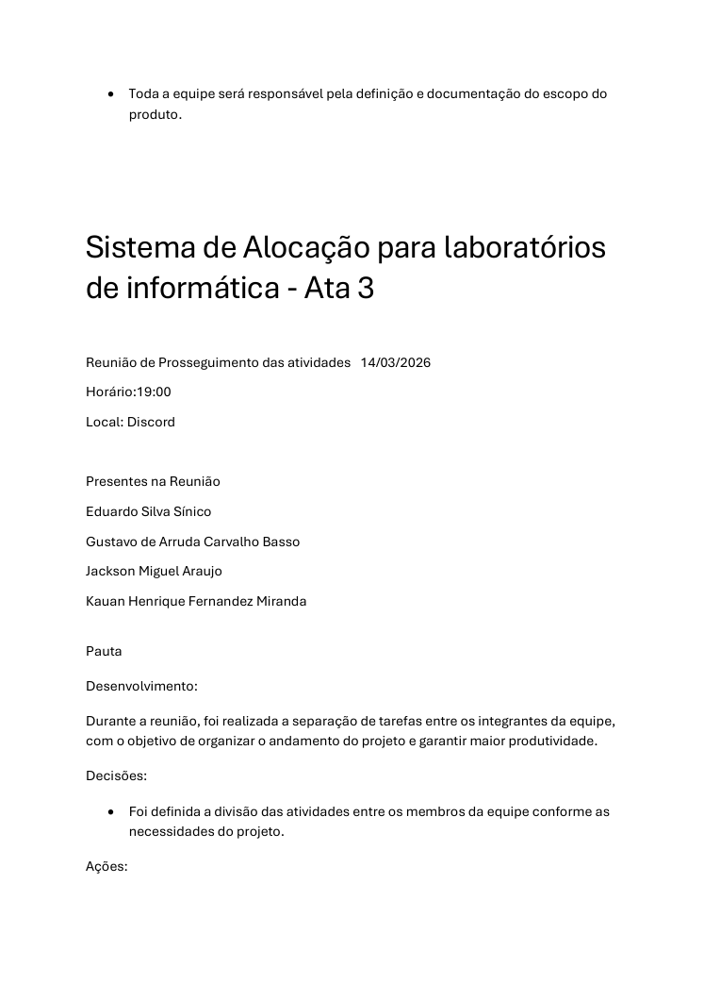 • Toda a equipe será responsável pela definição e documentação do escopo do
produto.
Sistema de Alocação para laboratórios
de informática - Ata 3
Reunião de Prosseguimento das atividades 14/03/2026
Horário:19:00
Local: Discord
Presentes na Reunião
Eduardo Silva Sínico
Gustavo de Arruda Carvalho Basso
Jackson Miguel Araujo
Kauan Henrique Fernandez Miranda
Pauta
Desenvolvimento:
Durante a reunião, foi realizada a separação de tarefas entre os integrantes da equipe,
com o objetivo de organizar o andamento do projeto e garantir maior produtividade.
Decisões:
• Foi definida a divisão das atividades entre os membros da equipe conforme as
necessidades do projeto.
Ações: